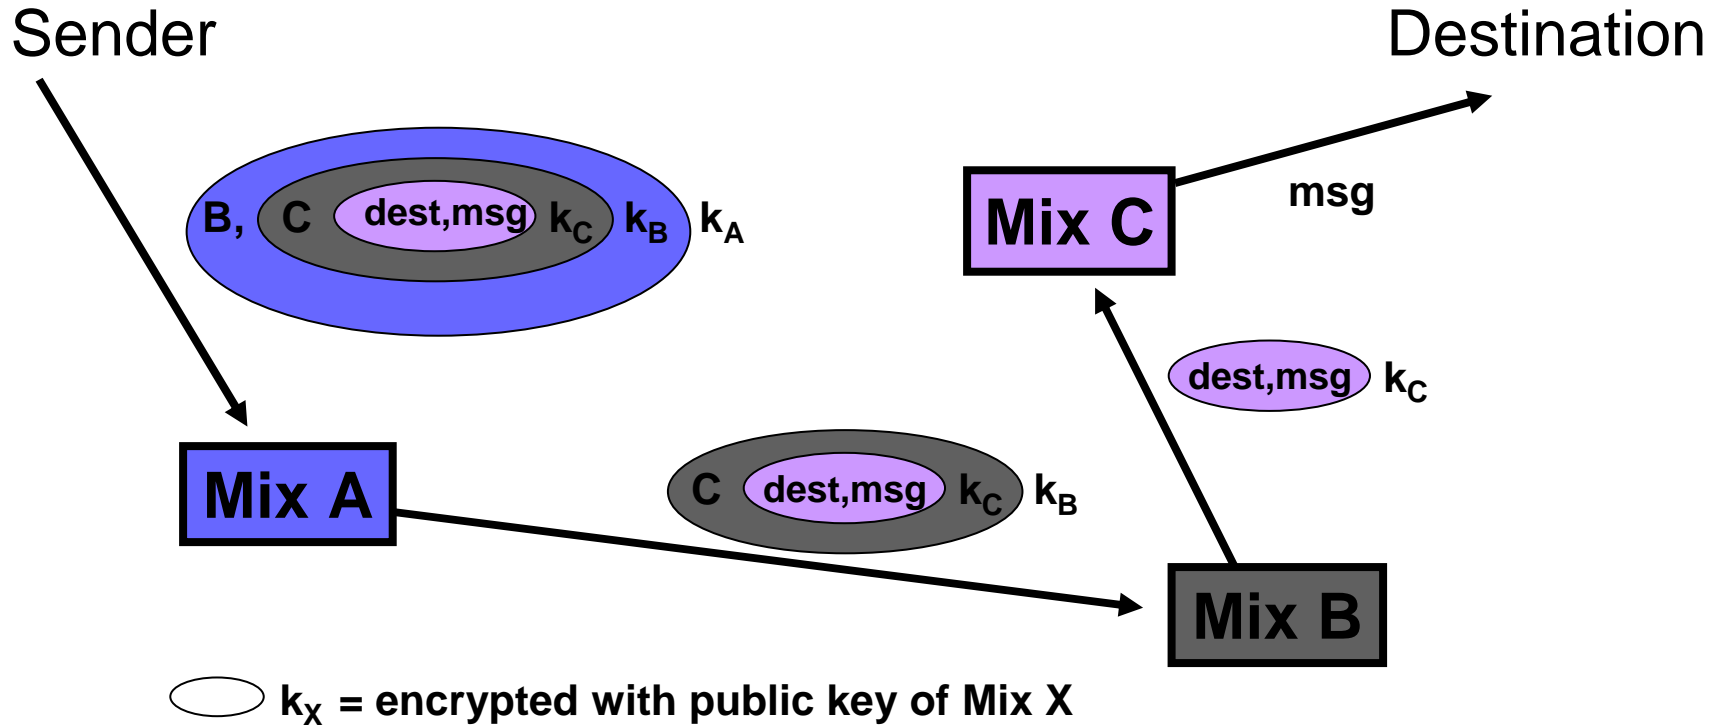 Sender
Destination
B, C dest,msg kC kB kA
Mix C
msg
dest,msg kC
Mix A
C dest,msg kC kB
Mix B
kX = encrypted with public key of Mix X